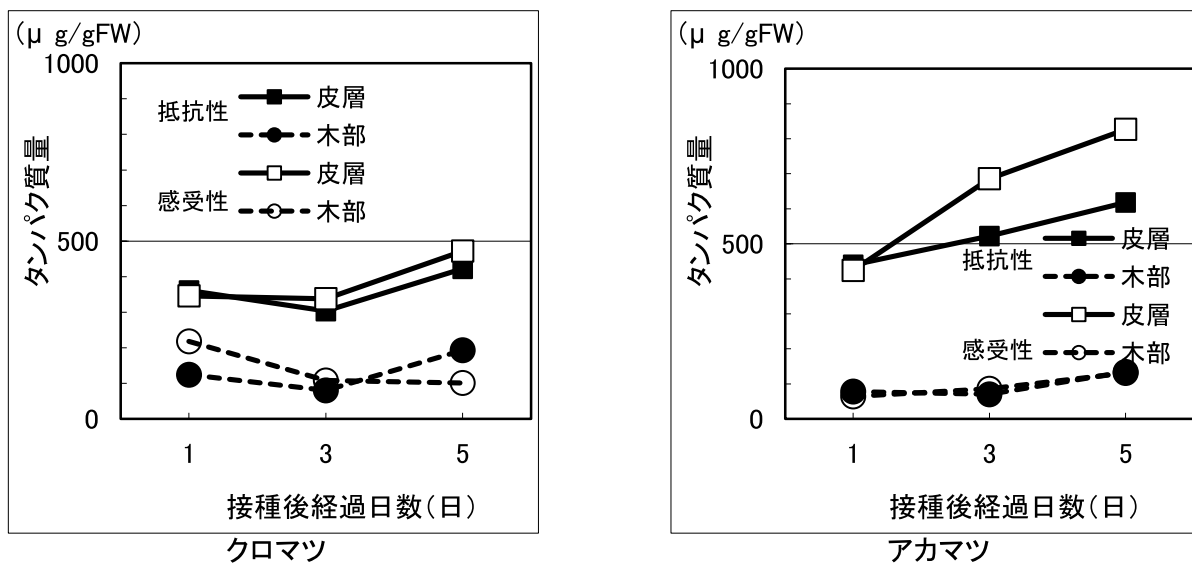 (μ g/gFW)
1000
抵抗性
皮層
木部
感受性
皮層
木部
タンパク質量
500
0
1
3
5
接種後経過日数(日)
クロマツ
(μ g/gFW)
1000
タンパク質量
500
抵抗性
皮層
木部
感受性
皮層
木部
0
1
3
5
接種後経過日数(日)
アカマツ